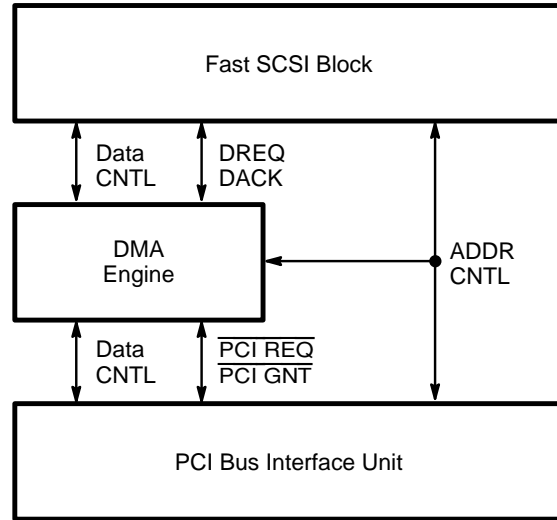 Fast SCSI Block
Data
CNTL
DREQ
DACK
DMA
Engine
ADDR
CNTL
Data
CNTL
PCI REQ
PCI GNT
PCI Bus Interface Unit